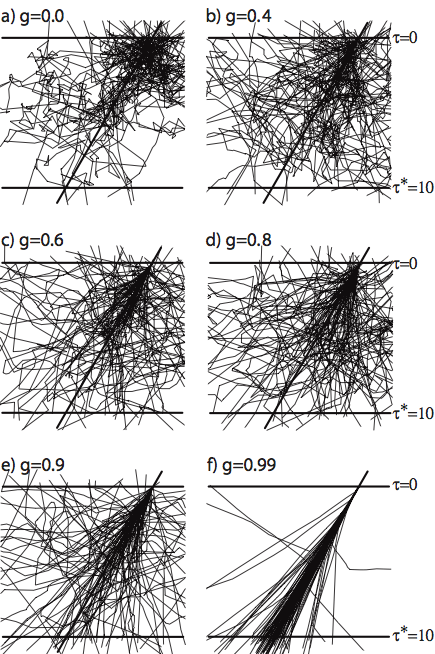 a) g=0.0
b) g=0.4
τ=0
τ*=10
c) g=0.6
d) g=0.8
τ=0
τ*=10
e) g=0.9
f) g=0.99
τ=0
τ*=10